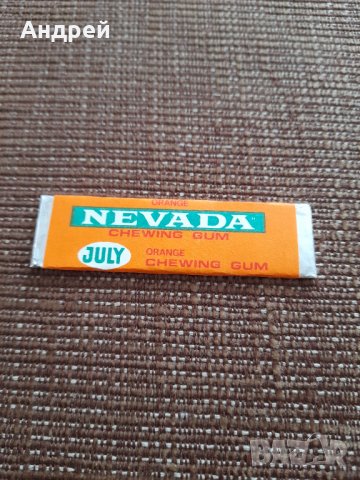 Андрей
ORANGE
NEVADA
CHEWING GUM
JULY
ORANGE
CHEWING GUM